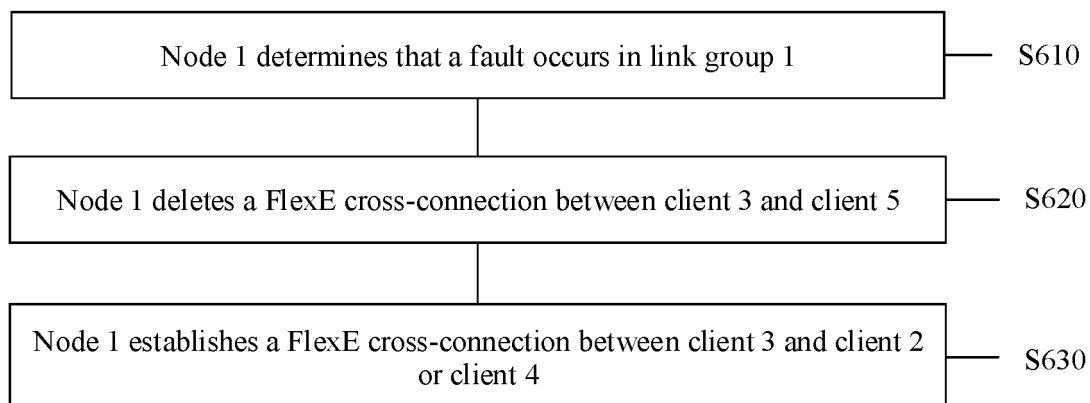 Node 1 determines that a fault occurs in link group 1
S610
Node 1 deletes a FlexE cross-connection between client 3 and client 5
S620
Node 1 establishes a FlexE cross-connection between client 3 and client 2
or client 4
S630